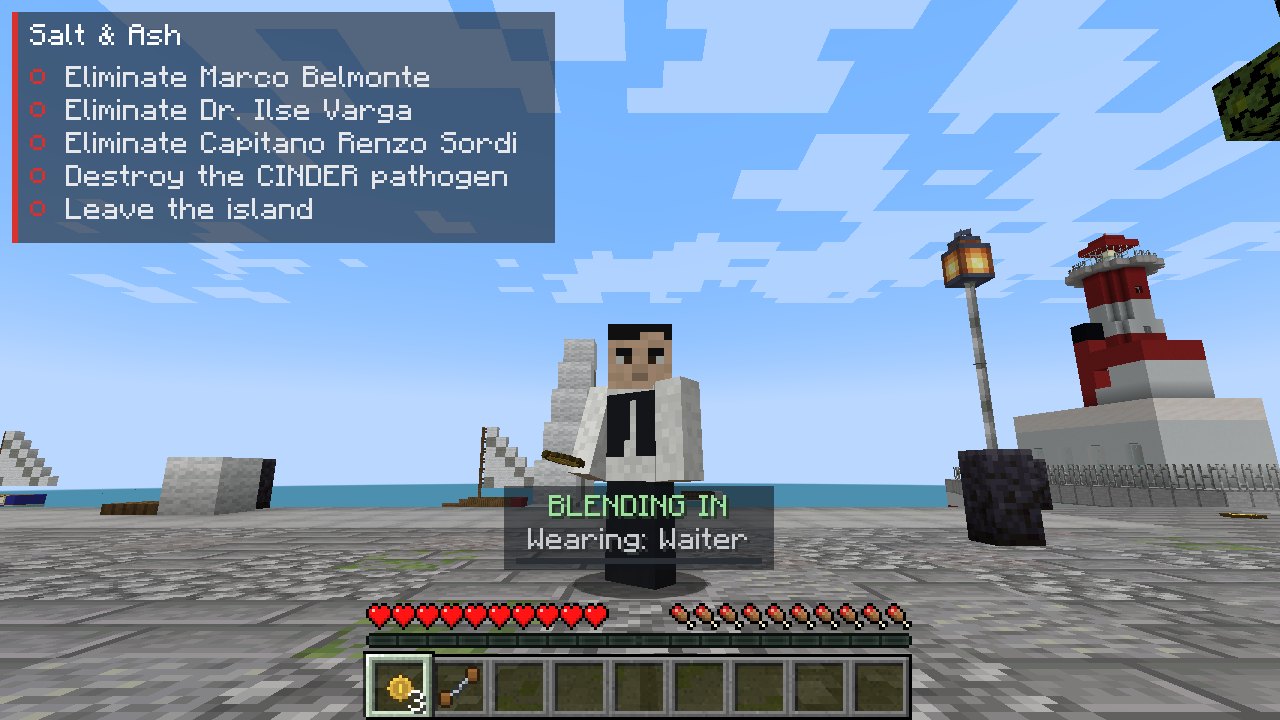 Salt & Ash
Eliminate Marco Belmonte
Eliminate Dr. Ilse Varga
Eliminate Capitano Renzo Sordi
Destroy the CINDER pathogen
Leave the island
BLENDING IN
Wearing: Waiter
3